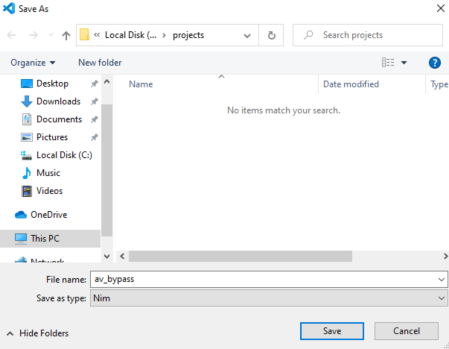 Save As
« Local Disk (... > projects
Search projects
Organize
New folder
Name
Date modified
Type
No items match your search.
Desktop
Downloads
Documents
Pictures
Local Disk (C:)
Music
Videos
OneDrive
This PC
Network
File name: av_bypass
Save as type: Nim
Hide Folders
Save
Cancel